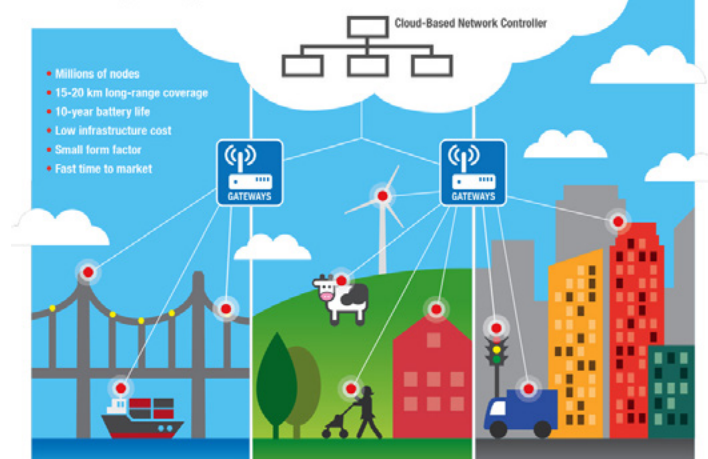 Cloud-Based Network Controller
Millions of nodes
15-20 km long-range coverage
10-year battery life
Low infrastructure cost
Small form factor
Fast time to market
GATEWAYS
GATEWAYS